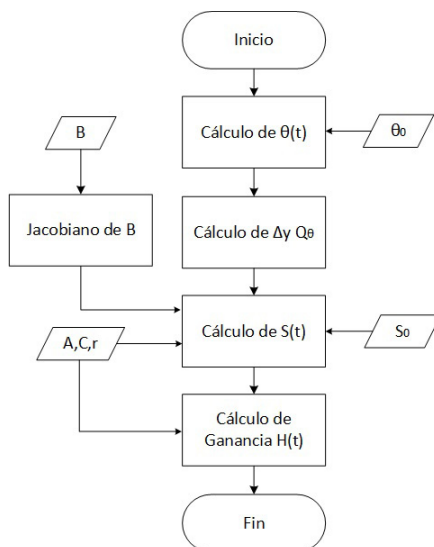 Inicio
B
Cálculo de θ(t)
θ₀
Jacobiano de B
Cálculo de Δy Qθ
Cálculo de S(t)
A,C,r
S₀
Cálculo de
Ganancia H(t)
Fin